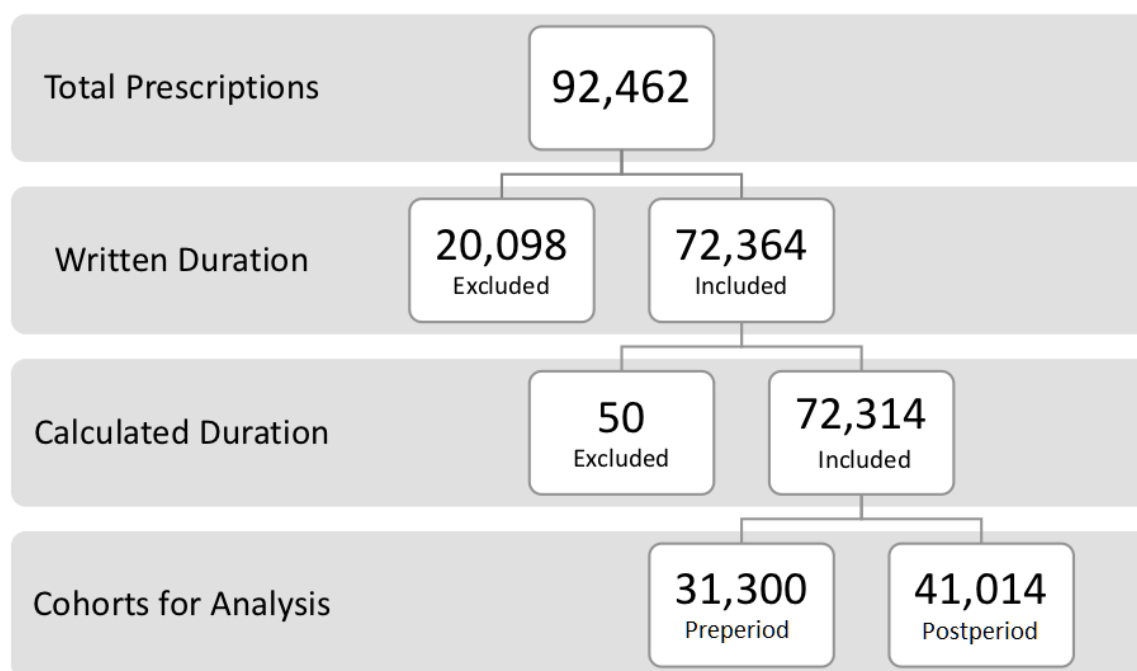 Total Prescriptions
92,462
Written Duration
20,098
Excluded
72,364
Included
Calculated Duration
50
Excluded
72,314
Included
Cohorts for Analysis
31,300
Preperiod
41,014
Postperiod